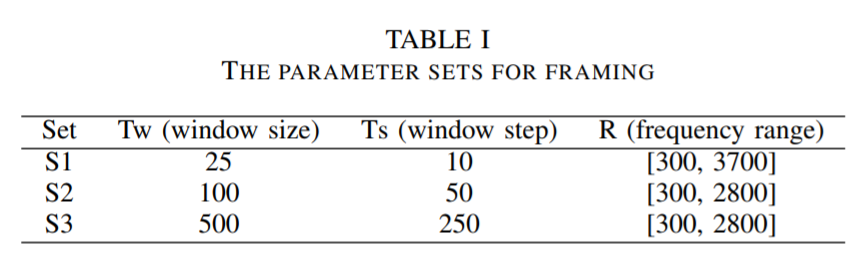 TABLE I
THE PARAMETER SETS FOR FRAMING
Set Tw (window size) Ts (window step) R (frequency range)
S1 25 10 [300, 3700]
S2 100 50 [300, 2800]
S3 500 250 [300, 2800]